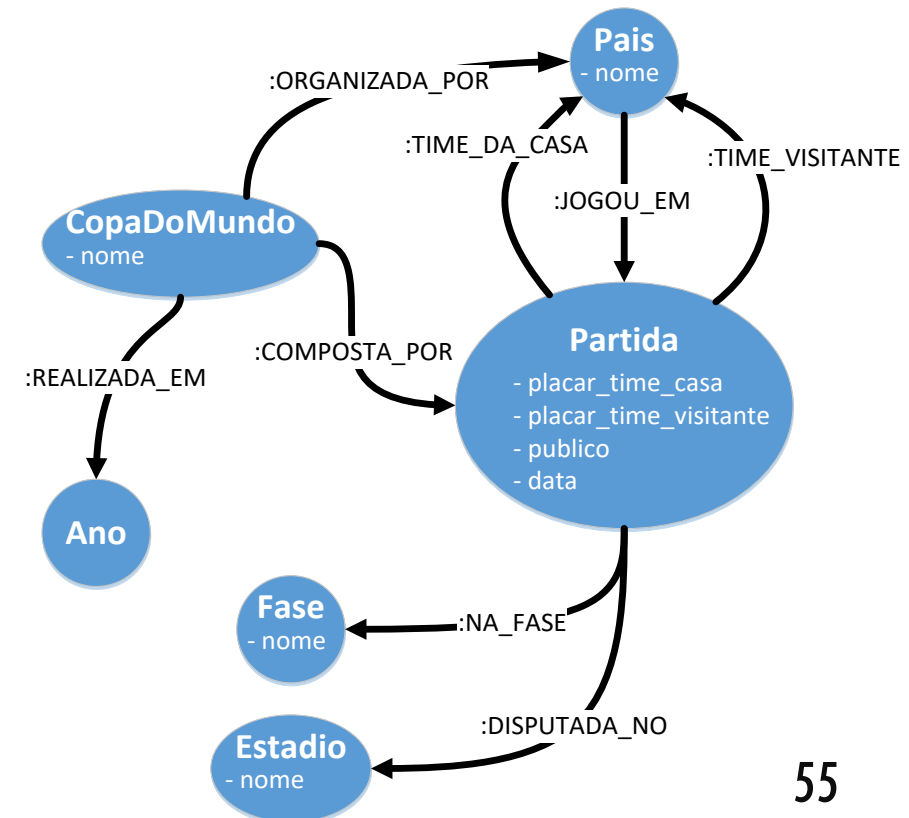 Pais
- nome
:ORGANIZADA_POR
:TIME_DA_CASA
:TIME_VISITANTE
:JOGOU_EM
CopaDoMundo
- nome
Partida
- placar_time_casa
- placar_time_visitante
- publico
- data
:COMPOSTA_POR
:REALIZADA_EM
Ano
Fase
- nome
:NA_FASE
:DISPUTADA_NO
Estadio
- nome
55